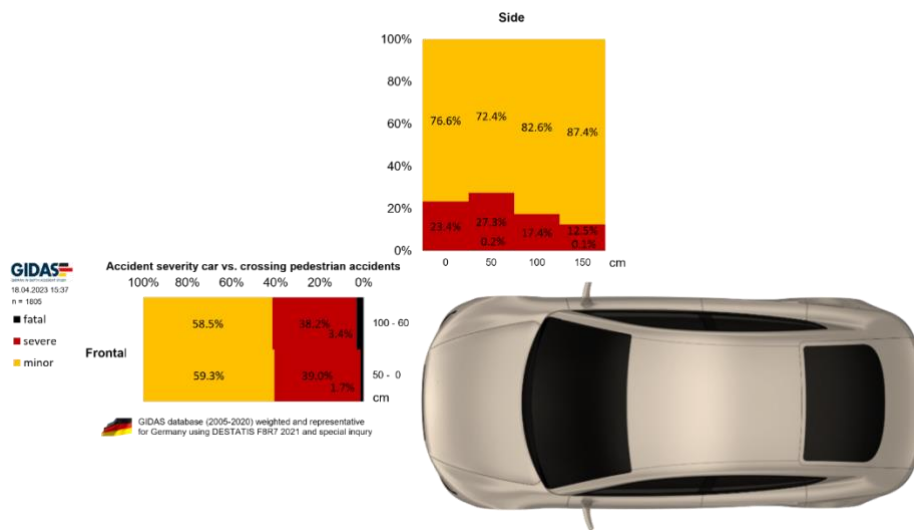 Side
100%
80%
60%
40%
20%
0%
76.6%
72.4%
82.6%
87.4%
23.4%
27.3%
0.2%
17.4%
12.5%
0.1%
0
50
100
150
cm
GIDAS
18.04.2023 15:37
n = 1805
fatal
severe
minor
Accident severity car vs. crossing pedestrian accidents
100%
80%
60%
40%
20%
0%
Frontal
58.5%
38.2%
3.4%
100 - 60
59.3%
39.0%
1.7%
50 - 0
cm
GIDAS database (2005-2020) weighted and representative
for Germany using DESTATIS F8R7 2021 and special inqury